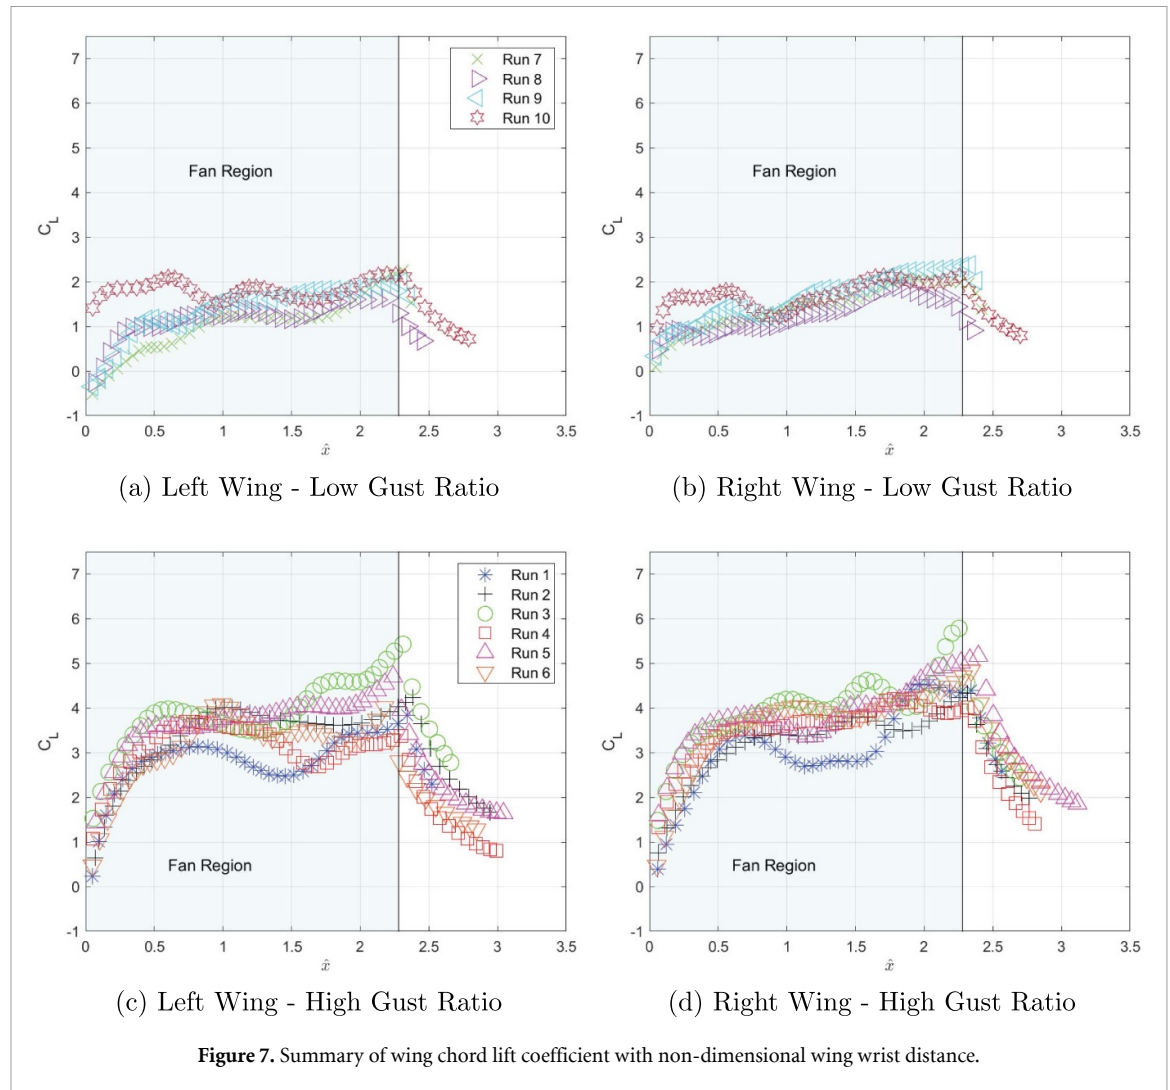 7
6
5
4
3
2
1
0
-1
C_L
Run 7
Run 8
Run 9
Run 10
Fan Region
0 0.5 1 1.5 2 2.5 3 3.5
x̂
(a) Left Wing - Low Gust Ratio
7
6
5
4
3
2
1
0
-1
C_L
Fan Region
0 0.5 1 1.5 2 2.5 3 3.5
x̂
(b) Right Wing - Low Gust Ratio
7
6
5
4
3
2
1
0
-1
C_L
Run 1
Run 2
Run 3
Run 4
Run 5
Run 6
Fan Region
0 0.5 1 1.5 2 2.5 3 3.5
x̂
(c) Left Wing - High Gust Ratio
7
6
5
4
3
2
1
0
-1
C_L
Fan Region
0 0.5 1 1.5 2 2.5 3 3.5
x̂
(d) Right Wing - High Gust Ratio
Figure 7. Summary of wing chord lift coefficient with non-dimensional wing wrist distance.